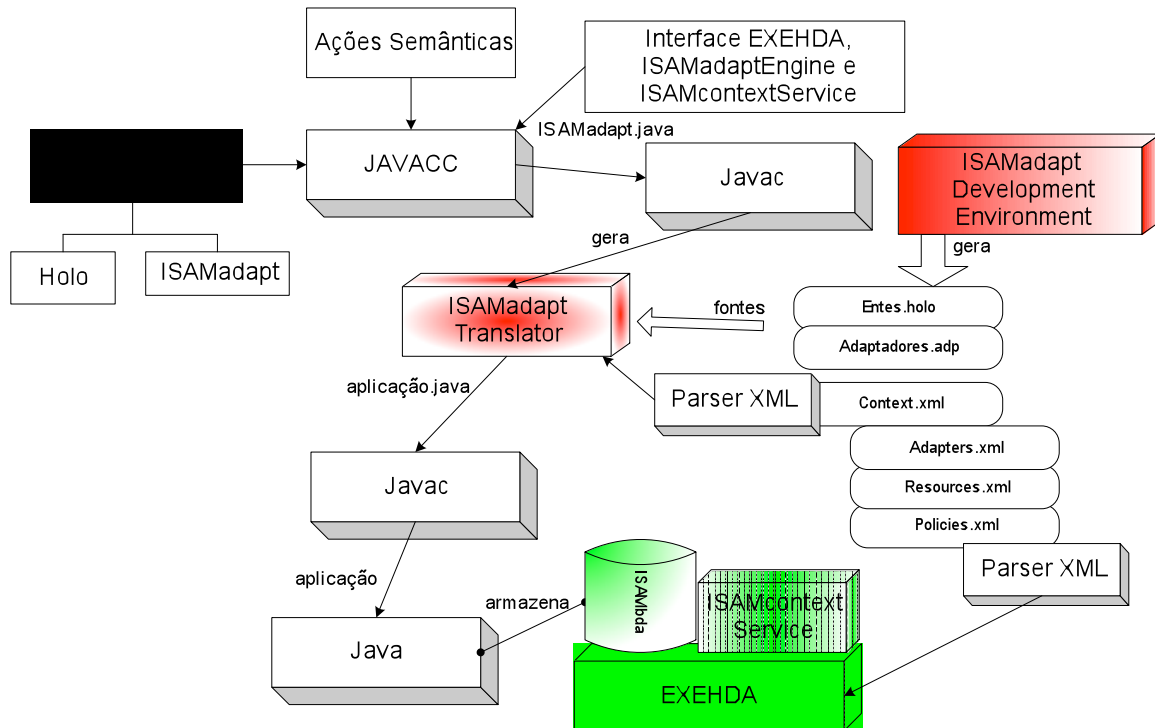 Ações Semânticas
Interface EXEHDA,
ISAMadaptEngine e
ISAMcontextService
ISAMadapt.java
JAVACC
Javac
ISAMadapt
Development
Environment
Holo
ISAMadapt
gera
gera
ISAMadapt
Translator
fontes
Entes.holo
Adaptadores.adp
aplicação.java
Parser XML
Context.xml
Adapters.xml
Javac
Resources.xml
Policies.xml
aplicação
armazena
ISAMbda
ISAMcontext
Service
Parser XML
Java
EXEHDA